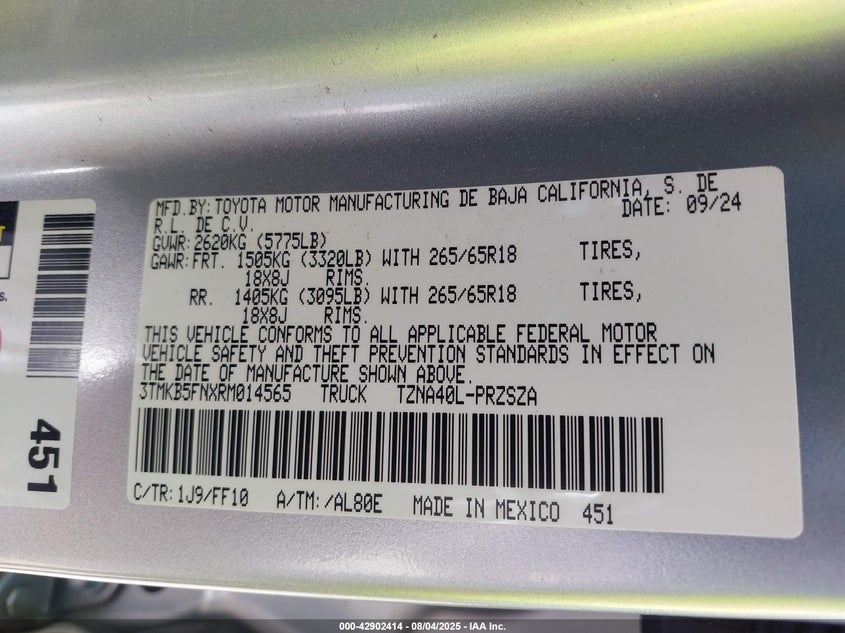 MFD.BY:TOYOTA MOTOR MANUFACTURING DE BAJA CALIFORNIA, S. DE
R.L. DE C.V. DATE: 09/24
GVWR:2620KG (5775LB)
GAWR:FRT. 1505KG (3320LB) WITH 265/65R18 TIRES,
18X8J RIMS.
RR. 1405KG (3095LB) WITH 265/65R18 TIRES,
18X8J RIMS.
THIS VEHICLE CONFORMS TO ALL APPLICABLE FEDERAL MOTOR
VEHICLE SAFETY AND THEFT PREVENTION STANDARDS IN EFFECT ON
THE DATE OF MANUFACTURE SHOWN ABOVE.
3TMKB5FNXRM014565 TRUCK TZNA40L-PRZSZA
C/TR:1J9/FF10 A/TM:/AL80E MADE IN MEXICO 451
451
000-42902414 - 08/04/2025 - IAA Inc.